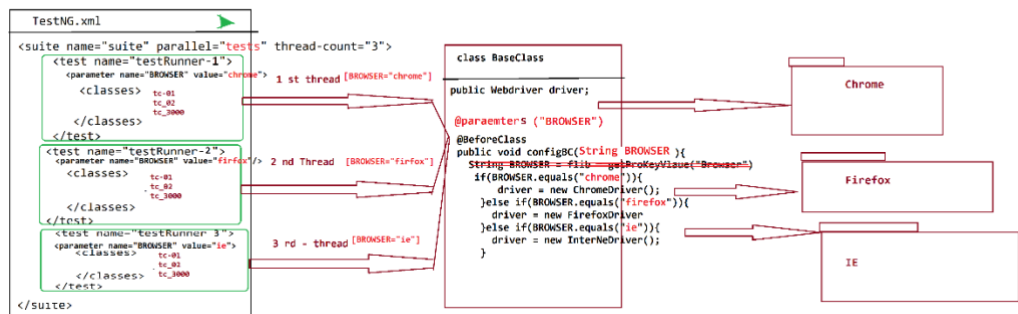 TestNG.xml
<suite name="suite" parallel="tests" thread-count="3">
<test name="testRunner-1">
<parameter name="BROWSER" value="chrome">
<classes>
tc-01
tc_02
tc_3000
</classes>
</test>
<test name="testRunner-2">
<parameter name="BROWSER" value="firfox"/>
<classes>
tc-01
tc_02
tc_3000
</classes>
</test>
<test name="testRunner 3">
<parameter name="BROWSER" value="ie">
<classes>
tc-01
tc_02
tc_3000
</classes>
</test>
</suite>
1 st thread [BROWSER="chrome"]
2 nd Thread [BROWSER="firfox"]
3 rd - thread [BROWSER="ie"]
class BaseClass
public Webdriver driver;
@paraemters ("BROWSER")
@BeforeClass
public void configBC(String BROWSER ){
String BROWSER = flib getProKeyVlaue("Browser")
if(BROWSER.equals("chrome")){
driver = new ChromeDriver();
}else if(BROWSER.equals("firefox")){
driver = new FirefoxDriver
}else if(BROWSER.equals("ie")){
driver = new InterNeDriver();
}
Chrome
Firefox
IE